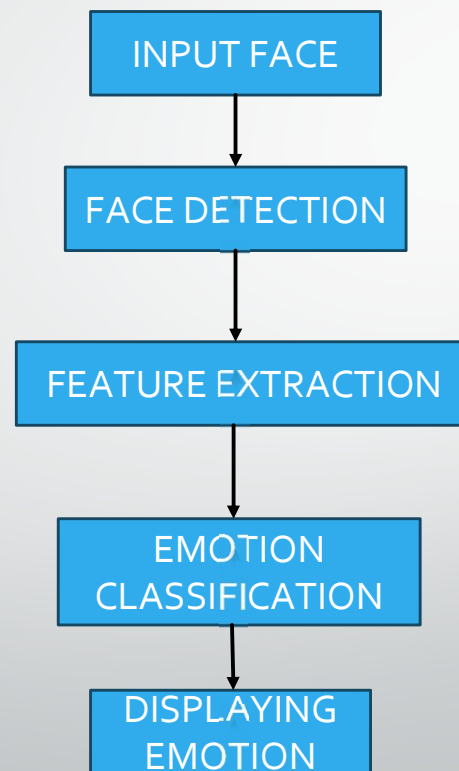 INPUT FACE
FACE DETECTION
FEATURE EXTRACTION
EMOTION
CLASSIFICATION
DISPLAYING
EMOTION